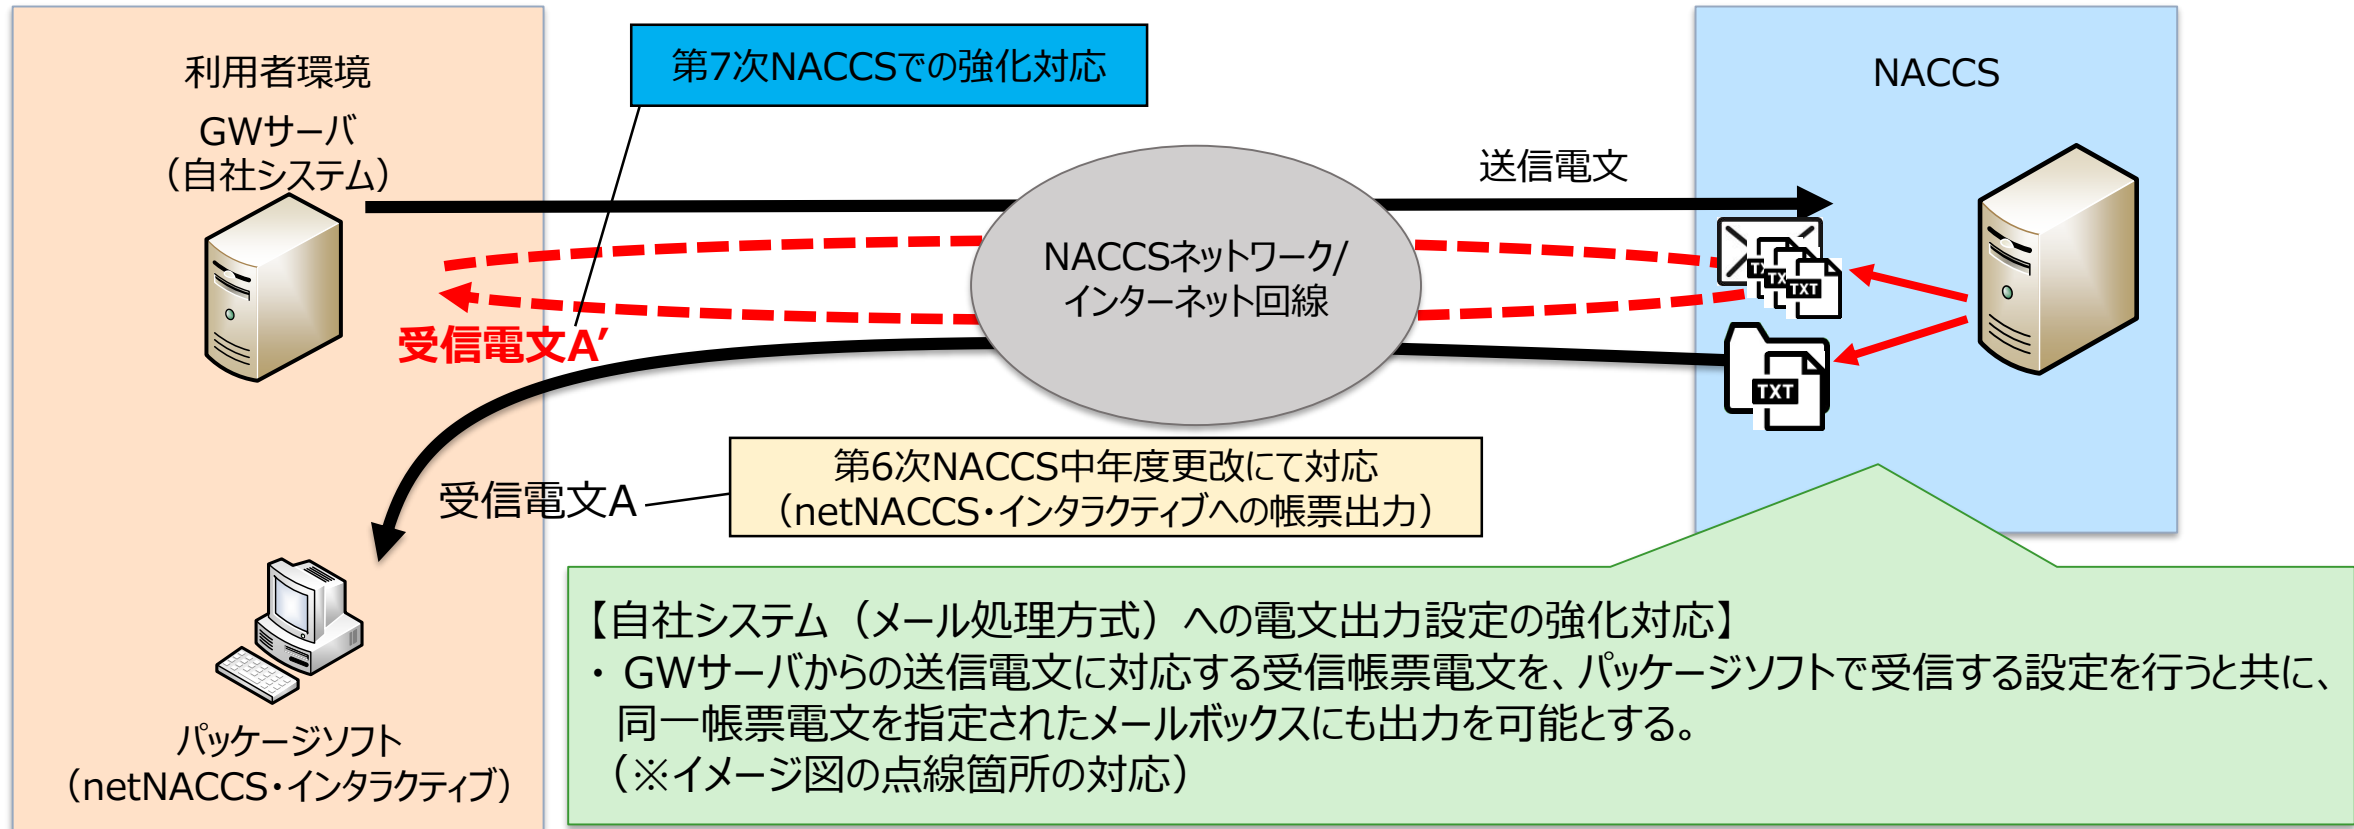 利用者環境
GWサーバ
（自社システム）
第7次NACCSでの強化対応
NACCS
送信電文
NACCSネットワーク/
インターネット回線
TXT
TXT
受信電文A’
TXT
第6次NACCS中年度更改にて対応
（netNACCS・インタラクティブへの帳票出力）
受信電文A
パッケージソフト
（netNACCS・インタラクティブ）
【自社システム（メール処理方式）への電文出力設定の強化対応】
・ GWサーバからの送信電文に対応する受信帳票電文を、パッケージソフトで受信する設定を行うと共に、
同一帳票電文を指定されたメールボックスにも出力を可能とする。
（※イメージ図の点線箇所の対応）